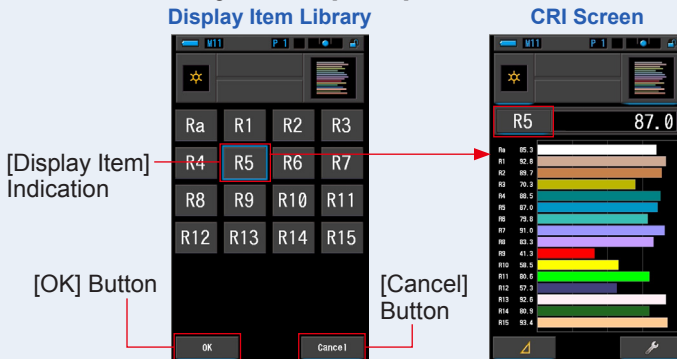 Display Item Library
CRI Screen
M11
P 1
M11
P 1
R5
87.0
Ra
R1
R2
R3
R4
R5
R6
R7
R8
R9
R10
R11
R12
R13
R14
R15
[Display Item]
Indication
[OK] Button
[Cancel]
Button
OK
Cancel
Ra 85.3
R1 92.8
R2 89.7
R3 70.3
R4 88.5
R5 87.0
R6 79.8
R7 91.0
R8 83.3
R9 41.3
R10 58.5
R11 80.6
R12 57.3
R13 92.6
R14 80.9
R15 93.4